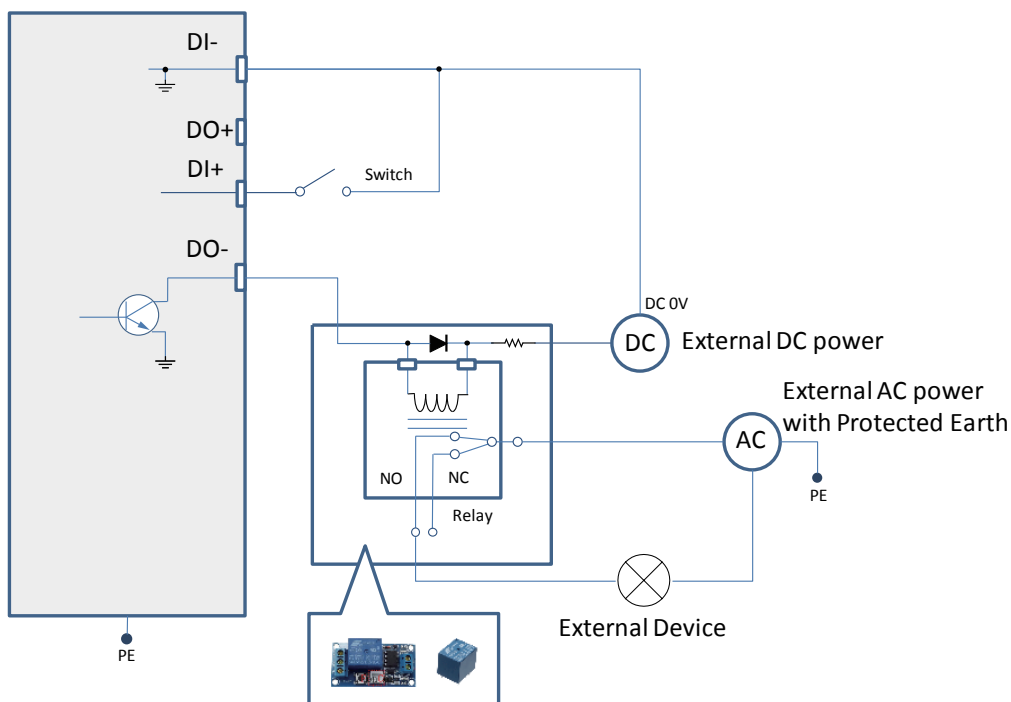 DI-
DO+
DI+
Switch
DO-
DC 0V
DC
External DC power
External AC power
with Protected Earth
AC
NO
NC
PE
Relay
External Device
PE